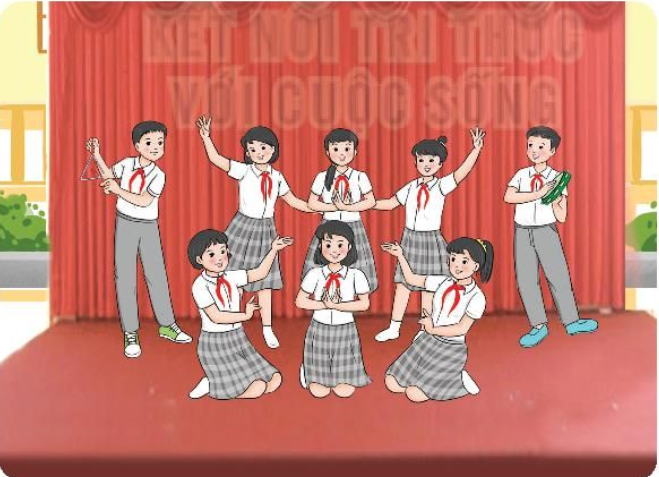 KẾT NỐI TRI THỨC
VỚI CUỘC SỐNG